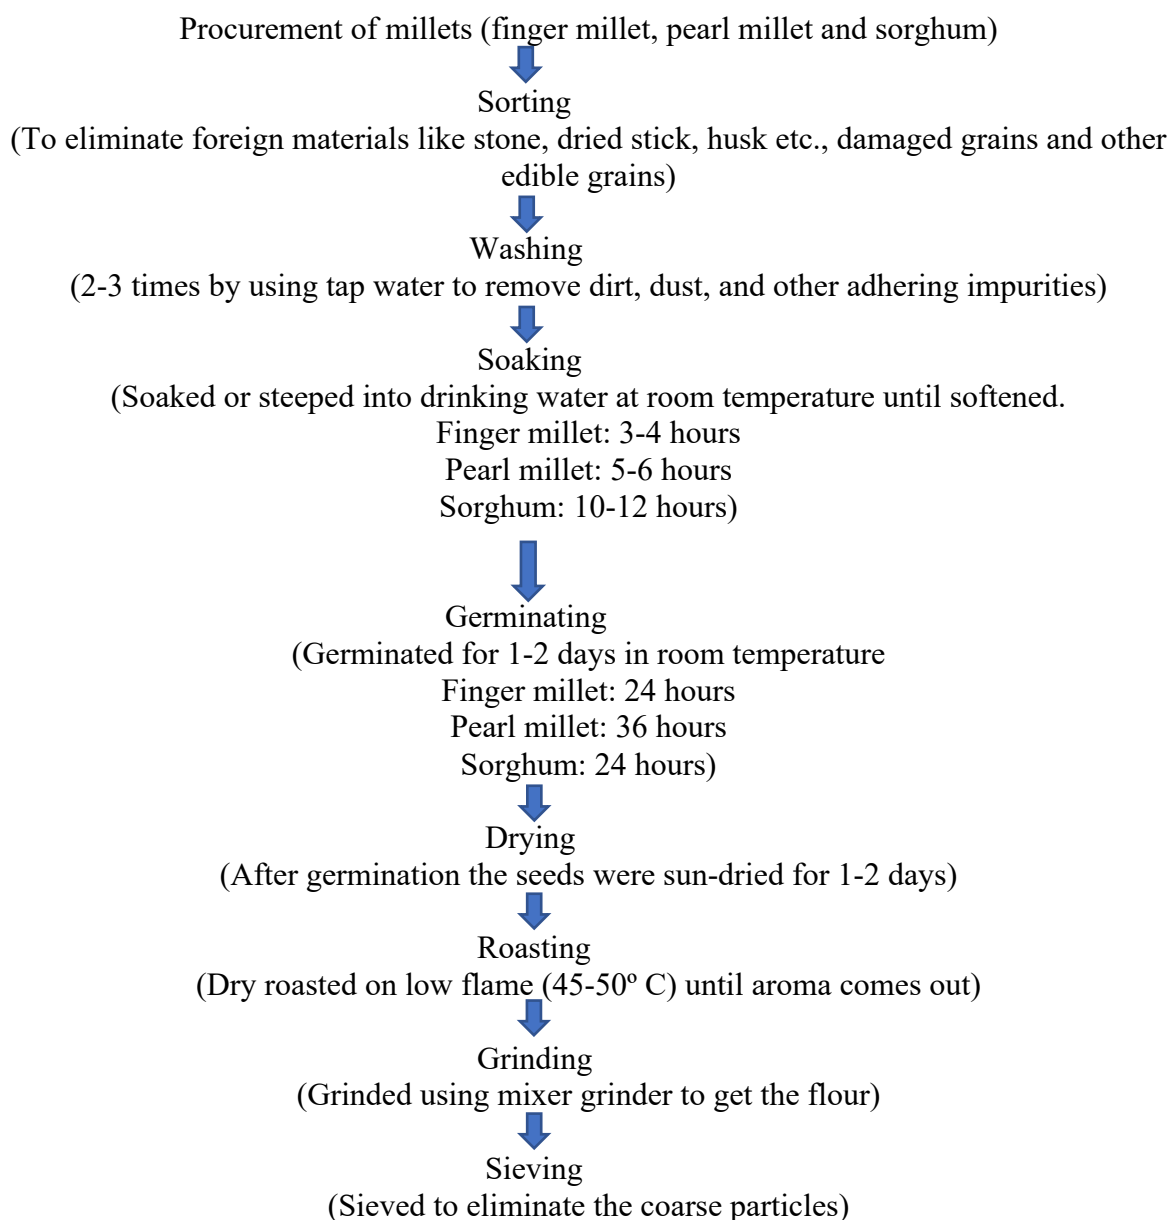 Procurement of millets (finger millet, pearl millet and sorghum)
Sorting
(To eliminate foreign materials like stone, dried stick, husk etc., damaged grains and other
edible grains)
Washing
(2-3 times by using tap water to remove dirt, dust, and other adhering impurities)
Soaking
(Soaked or steeped into drinking water at room temperature until softened.
Finger millet: 3-4 hours
Pearl millet: 5-6 hours
Sorghum: 10-12 hours)
Germinating
(Germinated for 1-2 days in room temperature
Finger millet: 24 hours
Pearl millet: 36 hours
Sorghum: 24 hours)
Drying
(After germination the seeds were sun-dried for 1-2 days)
Roasting
(Dry roasted on low flame (45-50º C) until aroma comes out)
Grinding
(Grinded using mixer grinder to get the flour)
Sieving
(Sieved to eliminate the coarse particles)